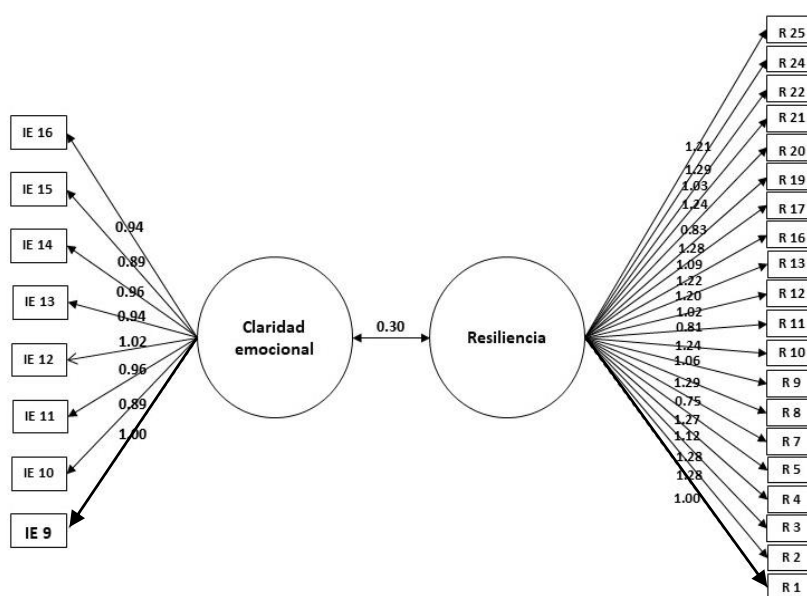 IE 16
IE 15
IE 14
IE 13
IE 12
IE 11
IE 10
IE 9
0.94
0.89
0.96
0.94
1.02
0.96
0.89
1.00
Claridad
emocional
0.30
Resiliencia
1.21
1.29
1.03
1.24
0.83
1.28
1.09
1.22
1.20
1.02
0.81
1.24
1.06
1.29
0.75
1.27
1.12
1.28
1.28
1.00
R 25
R 24
R 22
R 21
R 20
R 19
R 17
R 16
R 13
R 12
R 11
R 10
R 9
R 8
R 7
R 5
R 4
R 3
R 2
R 1